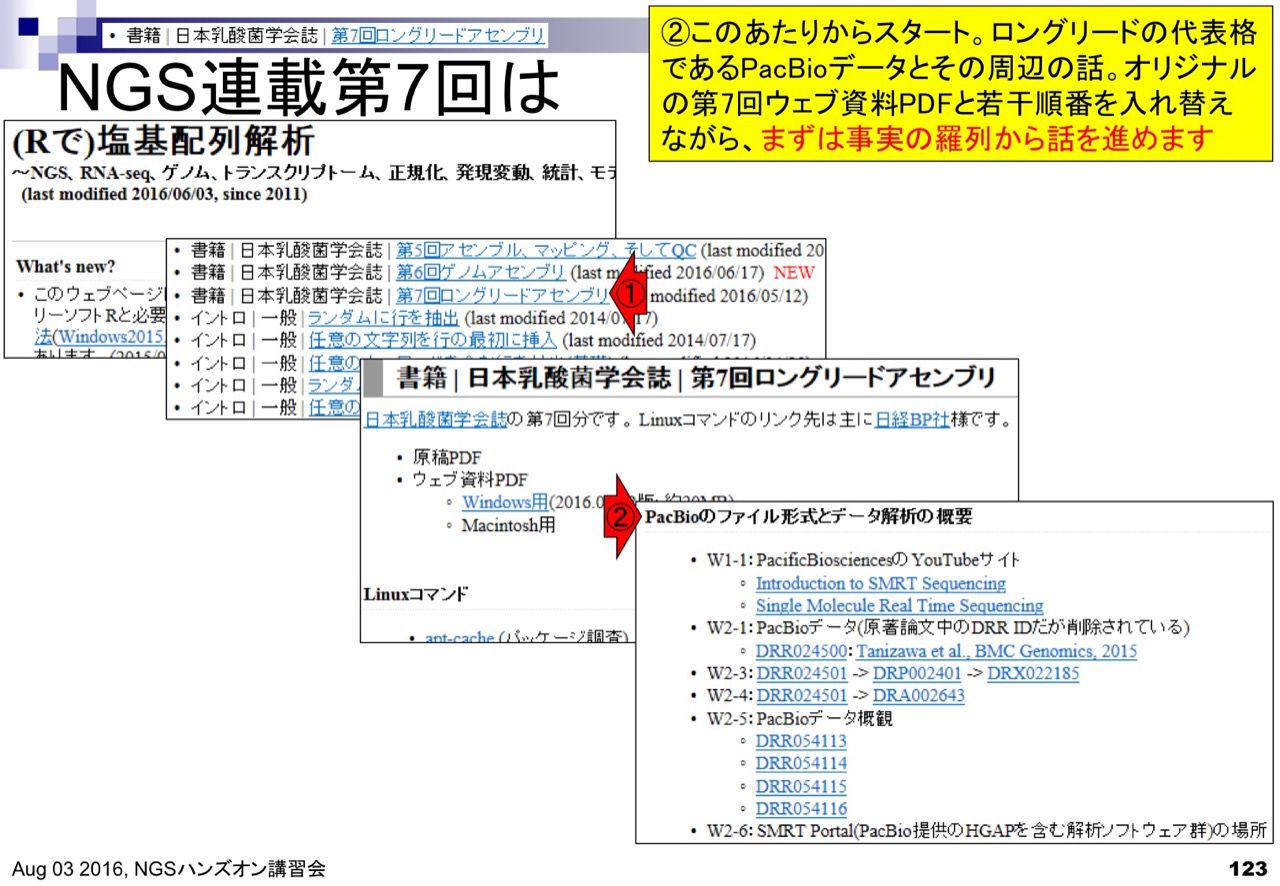 • 書籍 | 日本乳酸菌学会誌 | 第7回ロングリードアセンブリ
NGS連載第7回は
②このあたりからスタート。ロングリードの代表格
であるPacBioデータとその周辺の話。オリジナル
の第7回ウェブ資料PDFと若干順番を入れ替え
ながら、まずは事実の羅列から話を進めます
(Rで)塩基配列解析
～NGS、RNA-seq、ゲノム、トランスクリプトーム、正規化、発現変動、統計、モデ
(last modified 2016/06/03, since 2011)
What's new?
• このウェブページ
リーソフトRと必要
法(Windows2015.
あります。(2015/0
• 書籍 | 日本乳酸菌学会誌 | 第5回アセンブル、マッピング、そしてQC (last modified 20
• 書籍 | 日本乳酸菌学会誌 | 第6回ゲノムアセンブリ (last modified 2016/06/17) NEW
• 書籍 | 日本乳酸菌学会誌 | 第7回ロングリードアセンブリ ① modified 2016/05/12)
• イントロ | 一般 | ランダムに行を抽出 (last modified 2014/07/17)
• イントロ | 一般 | 任意の文字列を行の最初に挿入 (last modified 2014/07/17)
• イントロ | 一般 | 任意の
• イントロ | 一般 | ランダ
• イントロ | 一般 | 任意の
書籍 | 日本乳酸菌学会誌 | 第7回ロングリードアセンブリ
日本乳酸菌学会誌の第7回分です。Linuxコマンドのリンク先は主に日経BP社様です。
• 原稿PDF
• ウェブ資料PDF
◦ Windows用(2016.0 版; 約20MB)
◦ Macintosh用
Linuxコマンド
• apt-cache (パッケージ調査)
②
PacBioのファイル形式とデータ解析の概要
• W1-1：PacificBiosciencesの YouTubeサイト
◦ Introduction to SMRT Sequencing
◦ Single Molecule Real Time Sequencing
• W2-1：PacBioデータ(原著論文中のDRR IDだが削除されている)
◦ DRR024500：Tanizawa et al., BMC Genomics, 2015
• W2-3：DRR024501 -> DRP002401 -> DRX022185
• W2-4：DRR024501 -> DRA002643
• W2-5：PacBioデータ概観
◦ DRR054113
◦ DRR054114
◦ DRR054115
◦ DRR054116
• W2-6：SMRT Portal(PacBio提供のHGAPを含む解析ソフトウェア群)の場所
Aug 03 2016, NGSハンズオン講習会
123